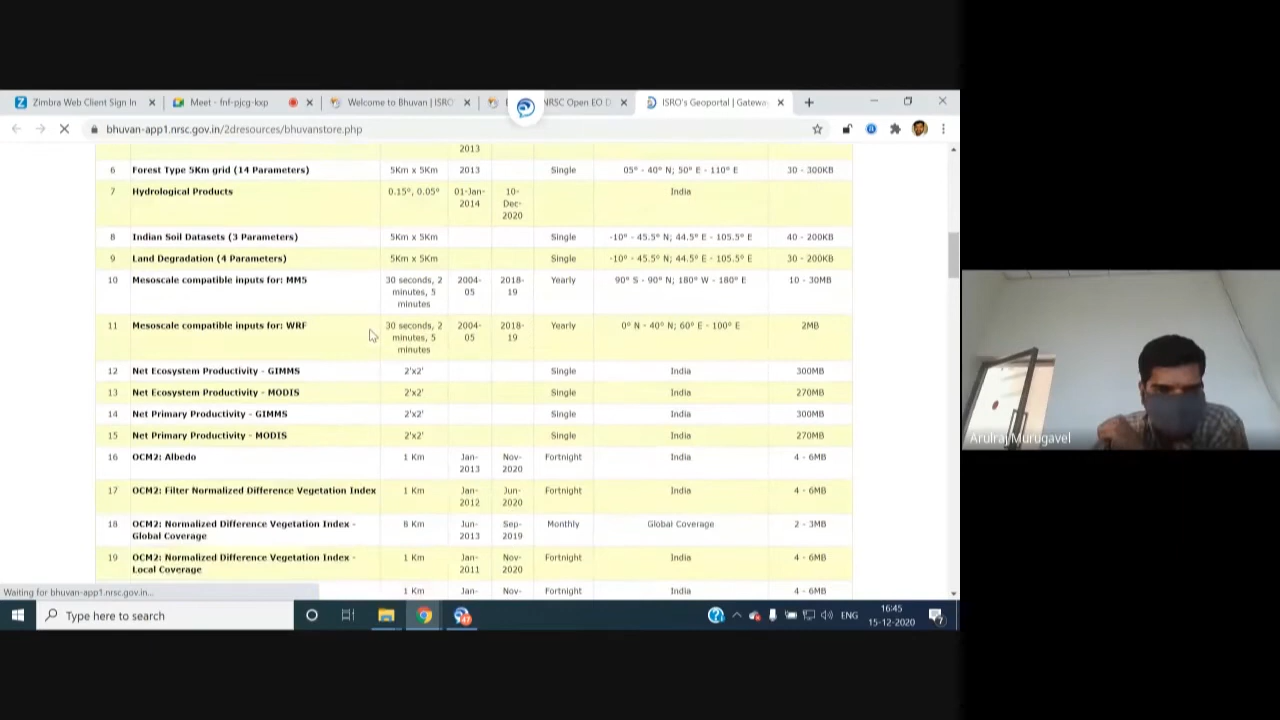 Zimbra Web Client Sign In
Meet - fnf-pjcg-kxp
Welcome to Bhuvan | ISRO
NRSC Open EO D
ISRO's Geoportal | Gateway
bhuvan-app1.nrsc.gov.in/2dresources/bhuvanstore.php
2013
6 Forest Type 5Km grid (14 Parameters) 5Km x 5Km 2013 Single 05° - 40° N; 50° E - 110° E 30 - 300KB
7 Hydrological Products 0.15°, 0.05° 01-Jan- 10- India
2014 Dec-
2020
8 Indian Soil Datasets (3 Parameters) 5Km x 5Km Single -10° - 45.5° N; 44.5° E - 105.5° E 40 - 200KB
9 Land Degradation (4 Parameters) 5Km x 5Km Single -10° - 45.5° N; 44.5° E - 105.5° E 30 - 200KB
10 Mesoscale compatible inputs for: MM5 30 seconds, 2 2004- 2018- Yearly 90° S - 90° N; 180° W - 180° E 10 - 30MB
minutes, 5 05 19
minutes
11 Mesoscale compatible inputs for: WRF 30 seconds, 2 2004- 2018- Yearly 0° N - 40° N; 60° E - 100° E 2MB
minutes, 5 05 19
minutes
12 Net Ecosystem Productivity - GIMMS 2'x2' Single India 300MB
13 Net Ecosystem Productivity - MODIS 2'x2' Single India 270MB
14 Net Primary Productivity - GIMMS 2'x2' Single India 300MB
15 Net Primary Productivity - MODIS 2'x2' Single India 270MB
16 OCM2: Albedo 1 Km Jan- Nov- Fortnight India 4 - 6MB
2013 2020
17 OCM2: Filter Normalized Difference Vegetation Index 1 Km Jan- Jun- Fortnight India 4 - 6MB
2012 2020
18 OCM2: Normalized Difference Vegetation Index - 8 Km Jun- Sep- Monthly Global Coverage 2 - 3MB
Global Coverage 2013 2019
19 OCM2: Normalized Difference Vegetation Index - 1 Km Jan- Nov- Fortnight India 4 - 6MB
Local Coverage 2011 2020
1 Km Jan- Nov- Fortnight India 4 - 6MB
Waiting for bhuvan-app1.nrsc.gov.in...
Type here to search
ENG
16:45
15-12-2020
Arulraj Murugavel